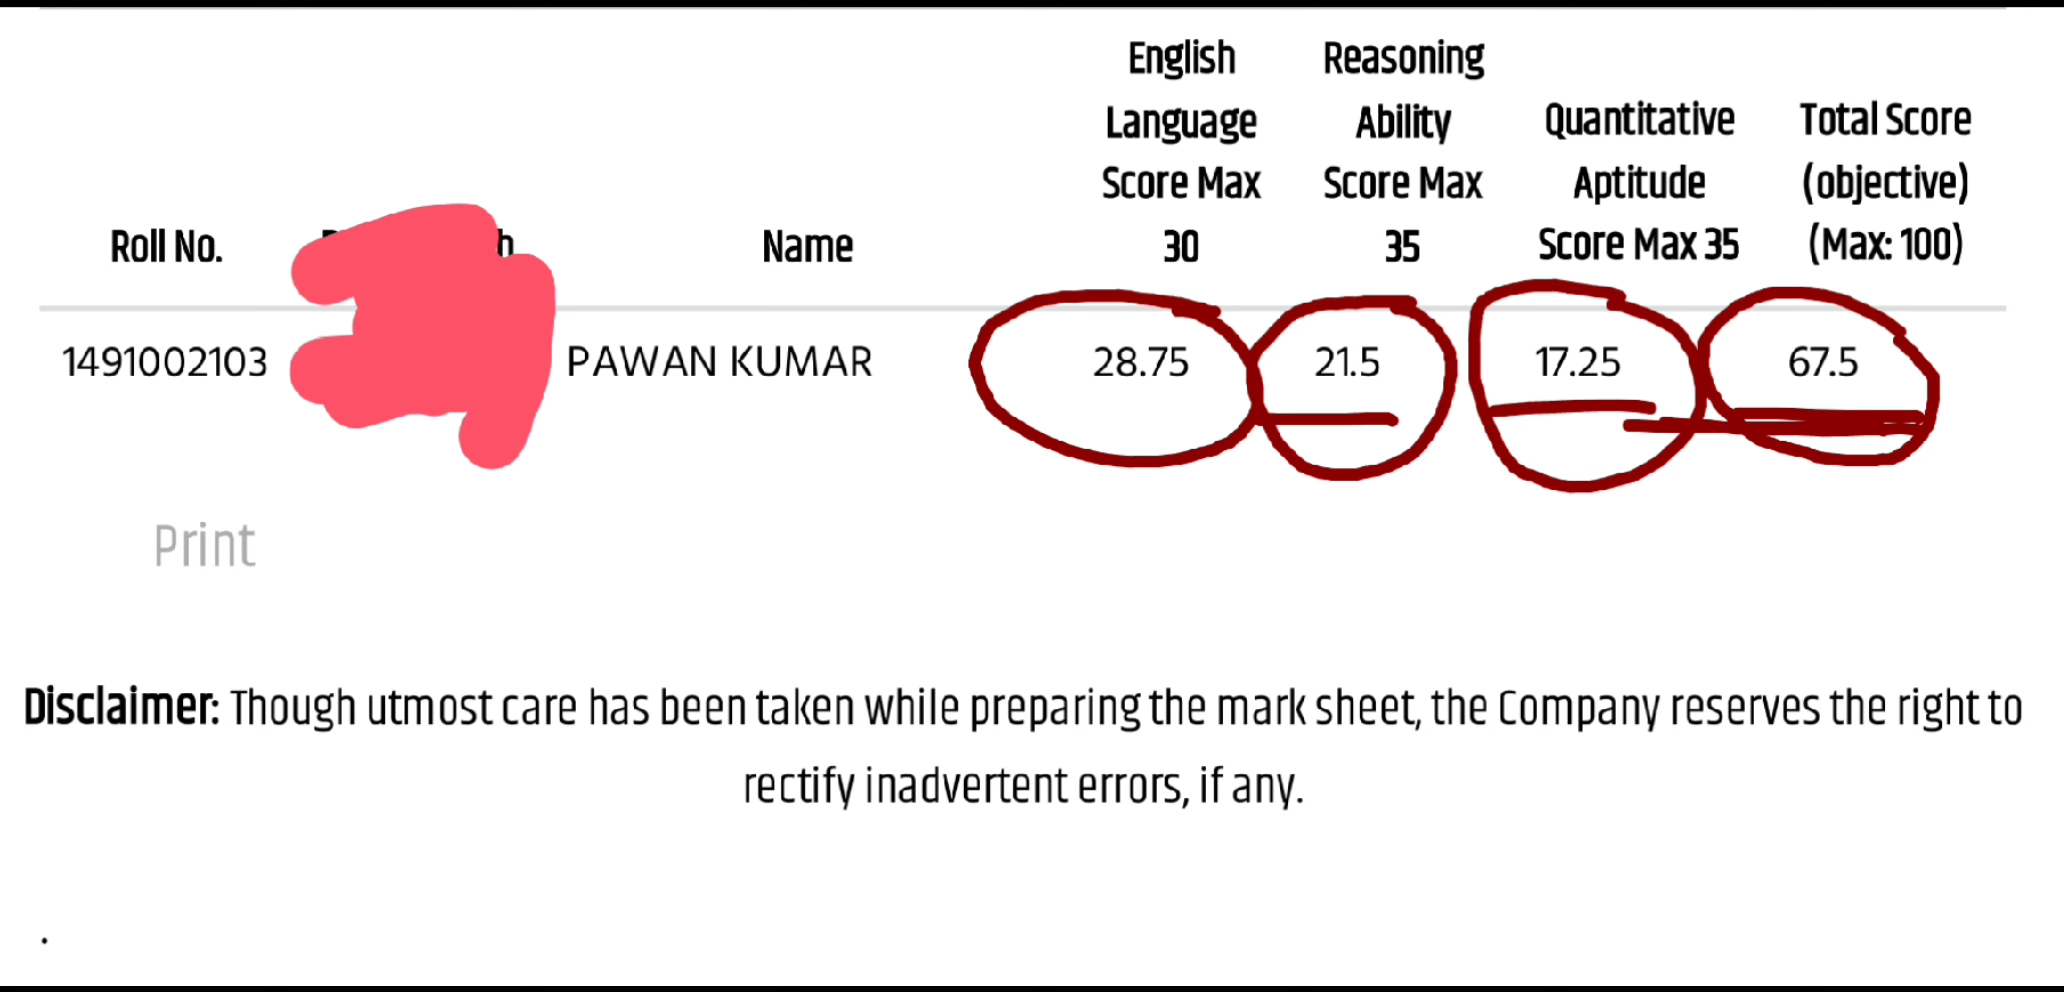 English Reasoning
Language Ability Quantitative Total Score
Score Max Score Max Aptitude (objective)
Roll No. Name 30 35 Score Max 35 (Max: 100)
1491002103 PAWAN KUMAR 28.75 21.5 17.25 67.5
Print
Disclaimer: Though utmost care has been taken while preparing the mark sheet, the Company reserves the right to
rectify inadvertent errors, if any.
.